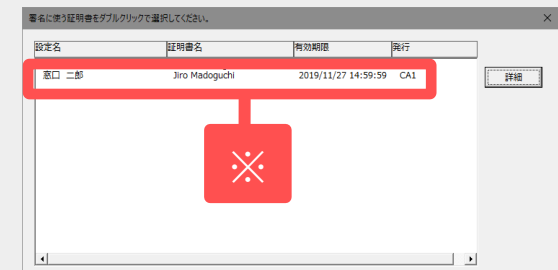 署名に使う証明書をダブルクリックで選択してください。
設定名 証明書名 有効期限 発行
窓口 二郎 Jiro Madoguchi 2019/11/27 14:59:59 CA1
詳細
※